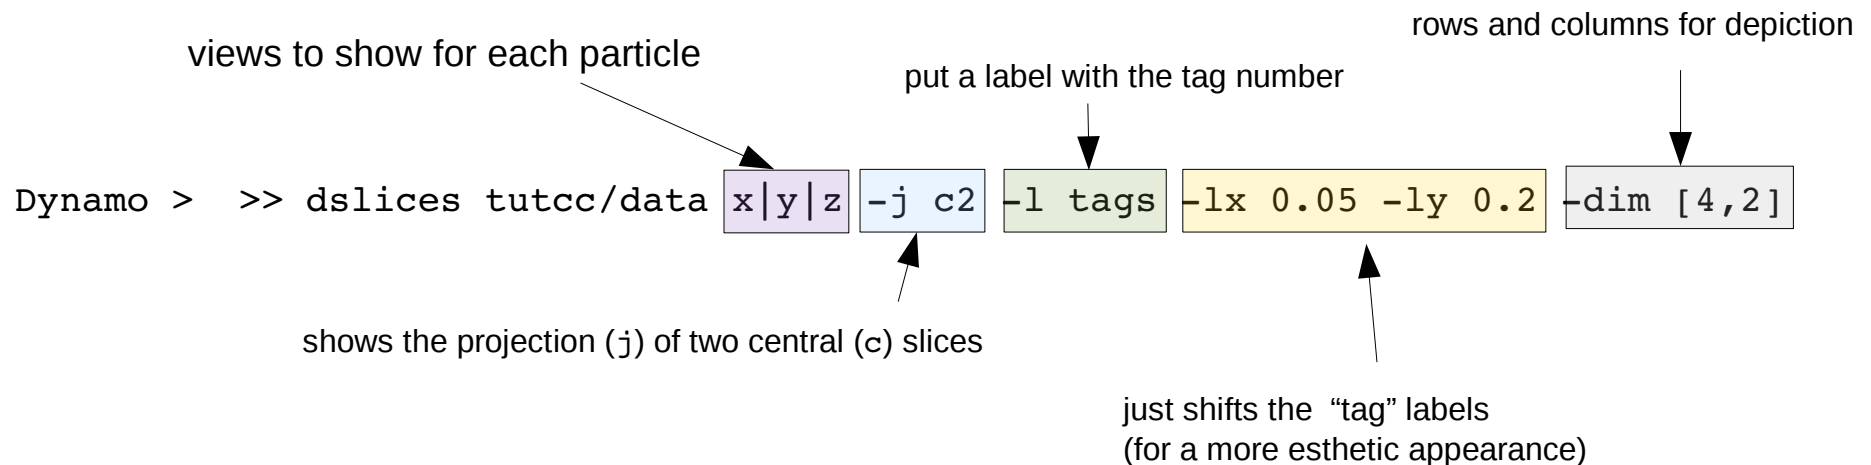 rows and columns for depiction
views to show for each particle
put a label with the tag number
Dynamo >  >> dslices tutcc/data x|y|z -j c2 -l tags -lx 0.05 -ly 0.2 -dim [4,2]
shows the projection (j) of two central (c) slices
just shifts the “tag” labels
(for a more esthetic appearance)